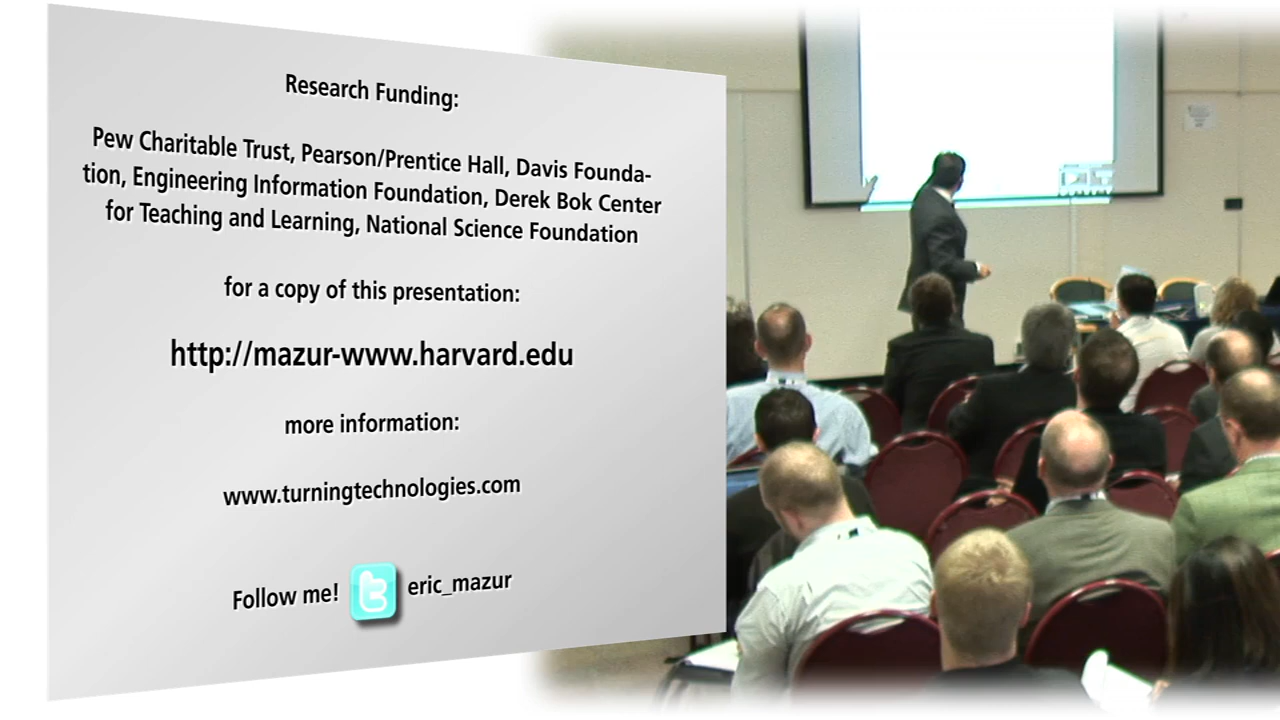 Research Funding:
Pew Charitable Trust, Pearson/Prentice Hall, Davis Founda-
tion, Engineering Information Foundation, Derek Bok Center
for Teaching and Learning, National Science Foundation
for a copy of this presentation:
http://mazur-www.harvard.edu
more information:
www.turningtechnologies.com
Follow me! eric_mazur